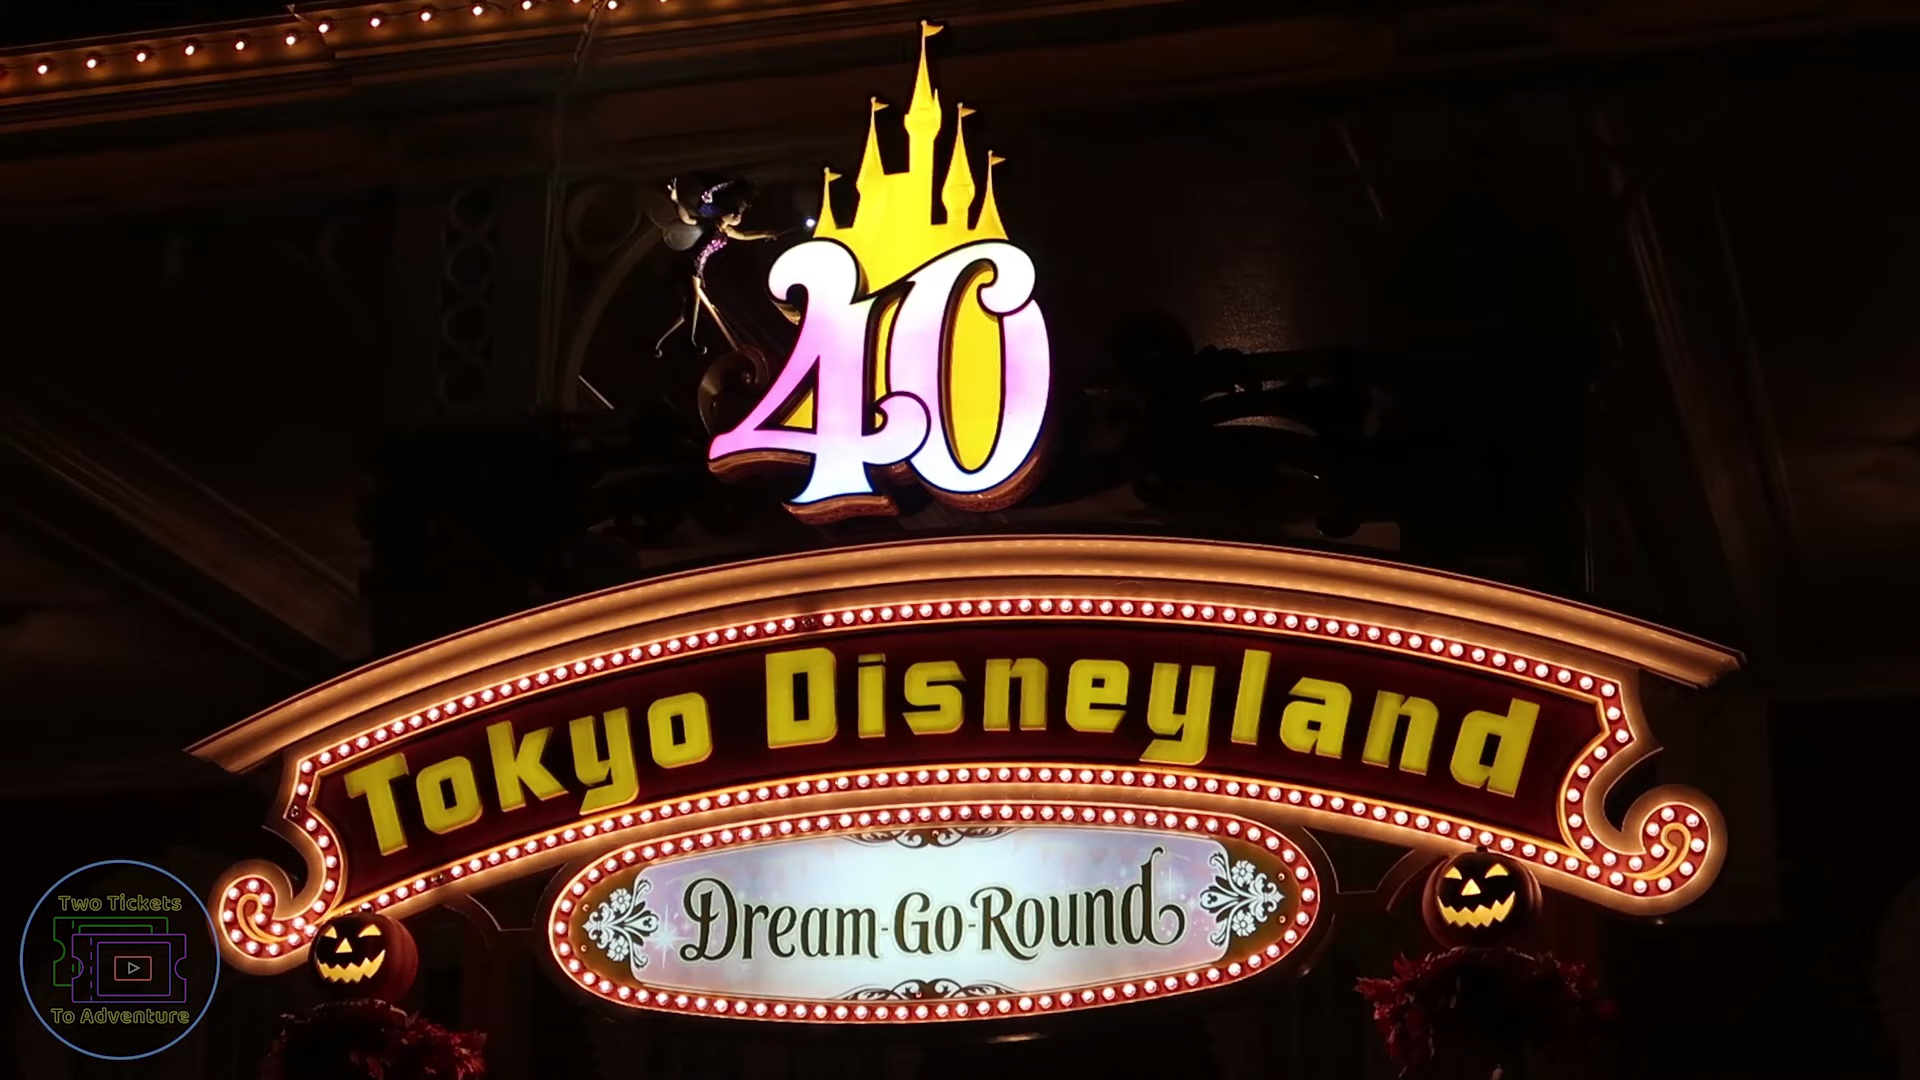 40
Tokyo Disneyland
Dream-Go-Round
Two Tickets
To Adventure